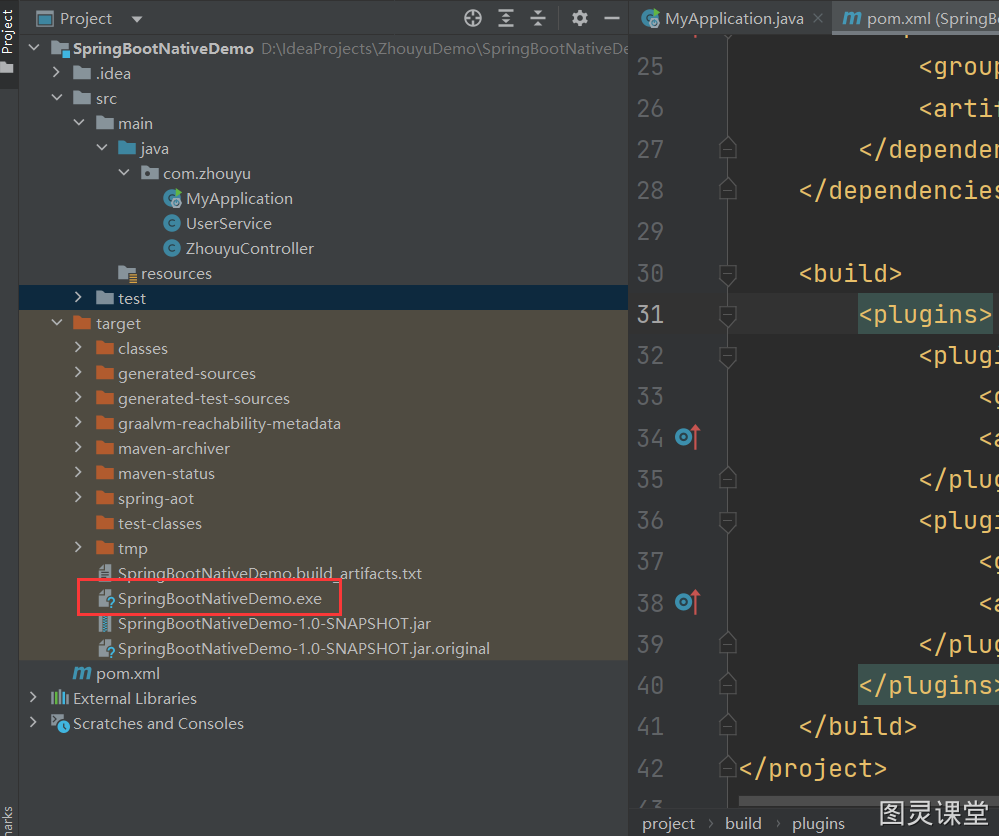 Project
Project
SpringBootNativeDemo D:\IdeaProjects\ZhouyuDemo\SpringBootNativeDe
.idea
src
main
java
com.zhouyu
MyApplication
UserService
ZhouyuController
resources
test
target
classes
generated-sources
generated-test-sources
graalvm-reachability-metadata
maven-archiver
maven-status
spring-aot
test-classes
tmp
SpringBootNativeDemo.build_artifacts.txt
SpringBootNativeDemo.exe
SpringBootNativeDemo-1.0-SNAPSHOT.jar
SpringBootNativeDemo-1.0-SNAPSHOT.jar.original
pom.xml
External Libraries
Scratches and Consoles
MyApplication.java pom.xml (SpringBo
25 <group
26 <artif
27 </depender
28 </dependencies
29
30 <build>
31 <plugins>
32 <plugi
33 <g
34 <a
35 </plug
36 <plugi
37 <g
38 <a
39 </plug
40 </plugins>
41 </build>
42 </project>
43
project > build > plugins
图灵课堂